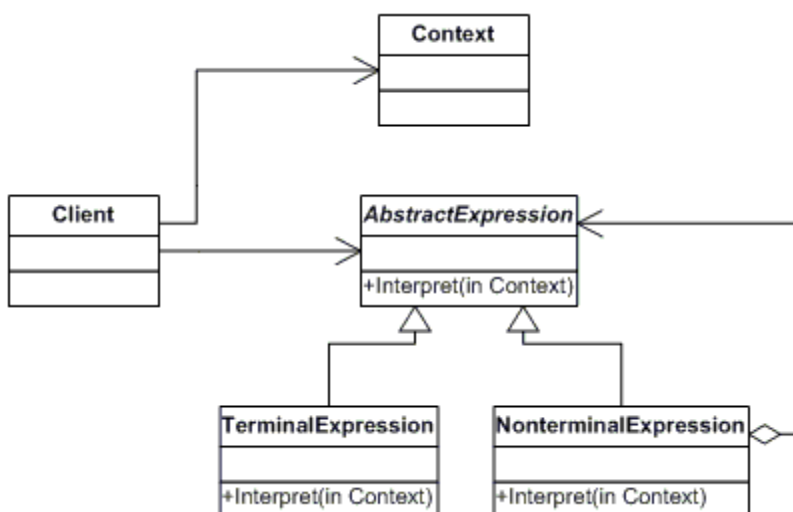 Context
Client
AbstractExpression
+Interpret(in Context)
TerminalExpression
+Interpret(in Context)
NonterminalExpression
+Interpret(in Context)